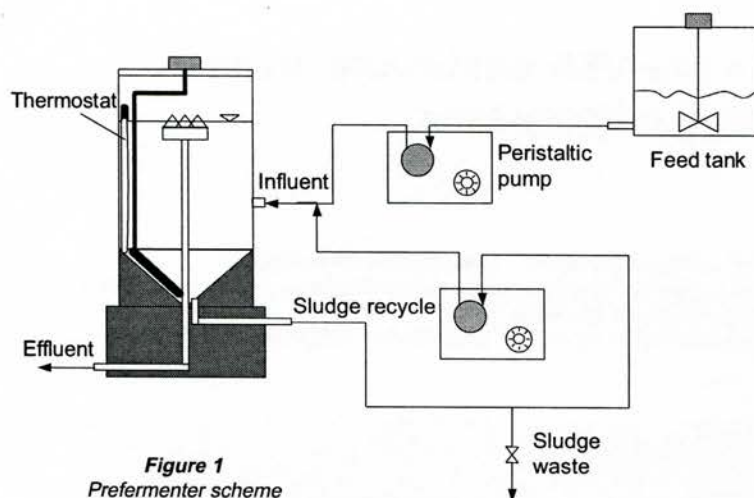 Thermostat
Influent
Peristaltic
pump
Feed tank
Sludge recycle
Effluent
Sludge
waste
Figure 1
Prefermenter scheme